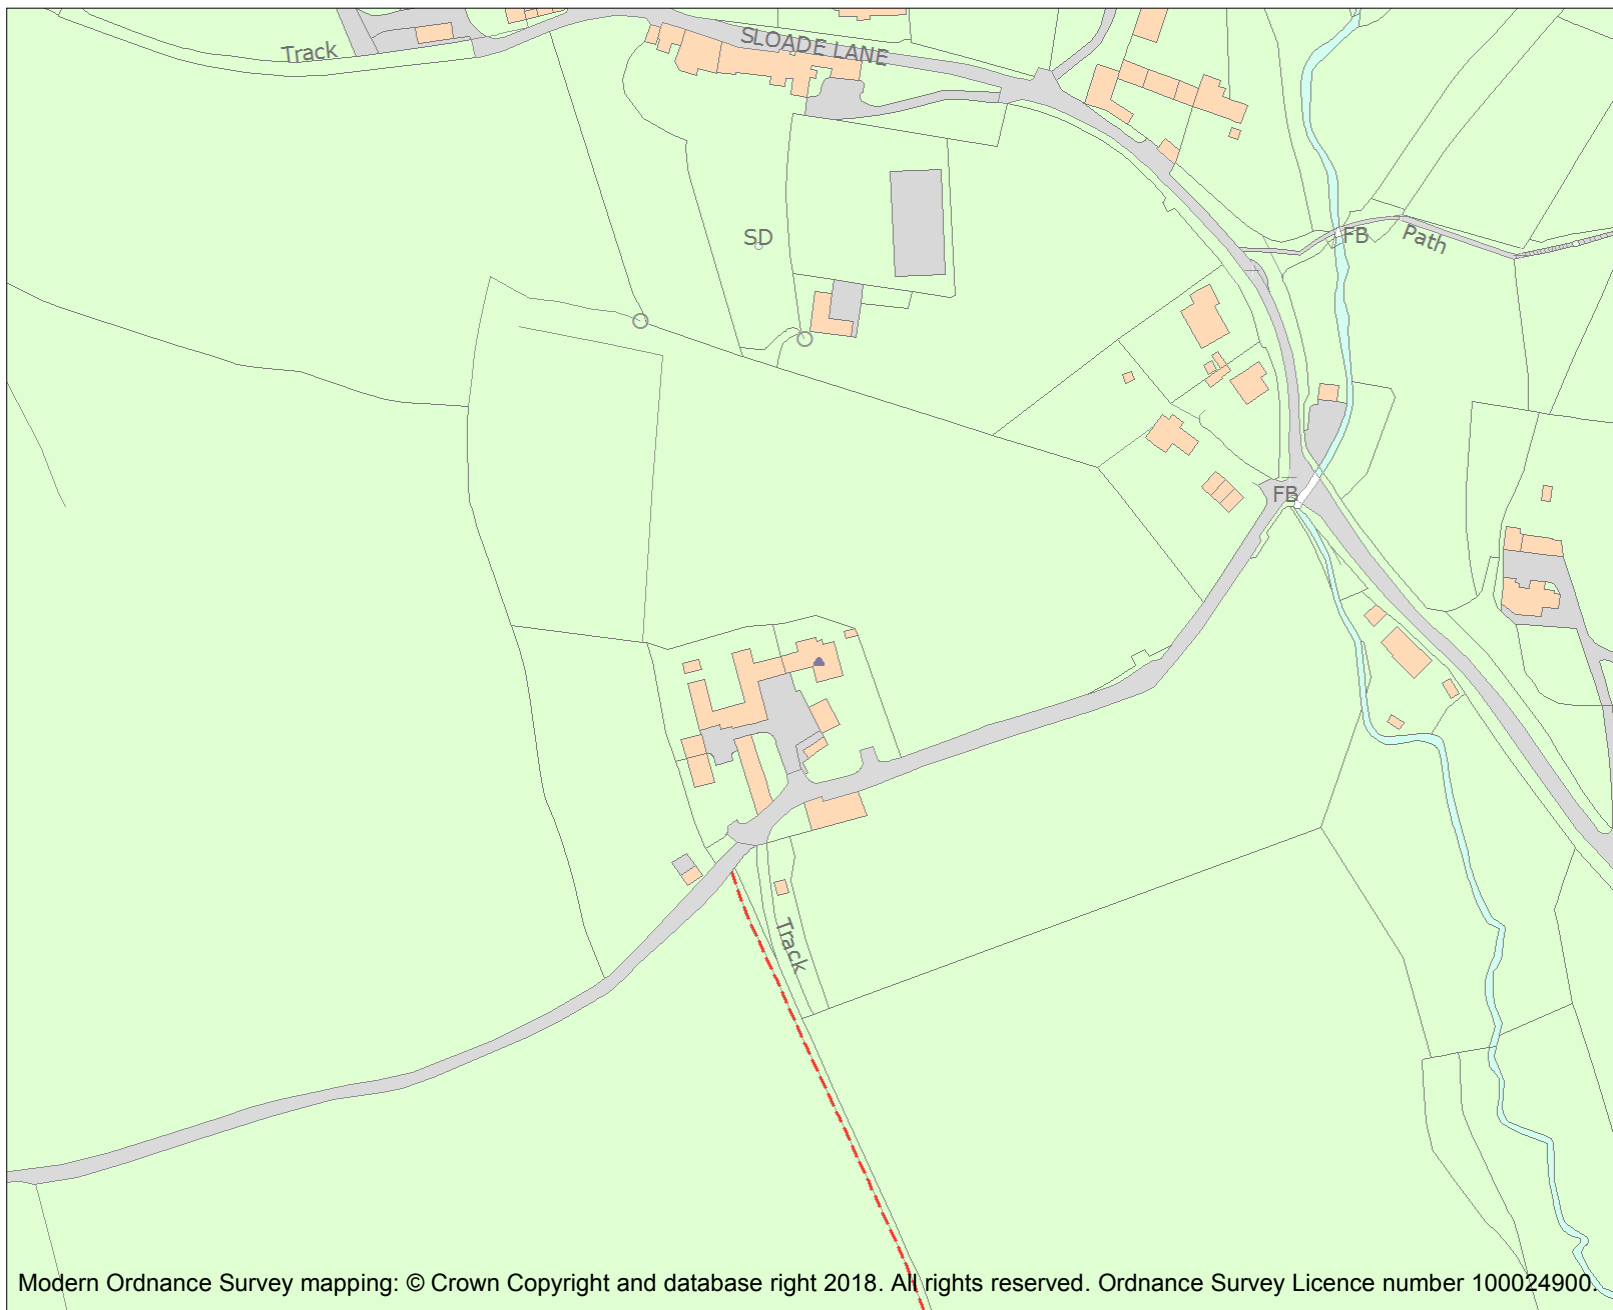 Track
SLOADE LANE
SD
FB
Path
FB
Track
Modern Ordnance Survey mapping: © Crown Copyright and database right 2018. All rights reserved. Ordnance Survey Licence number 100024900.